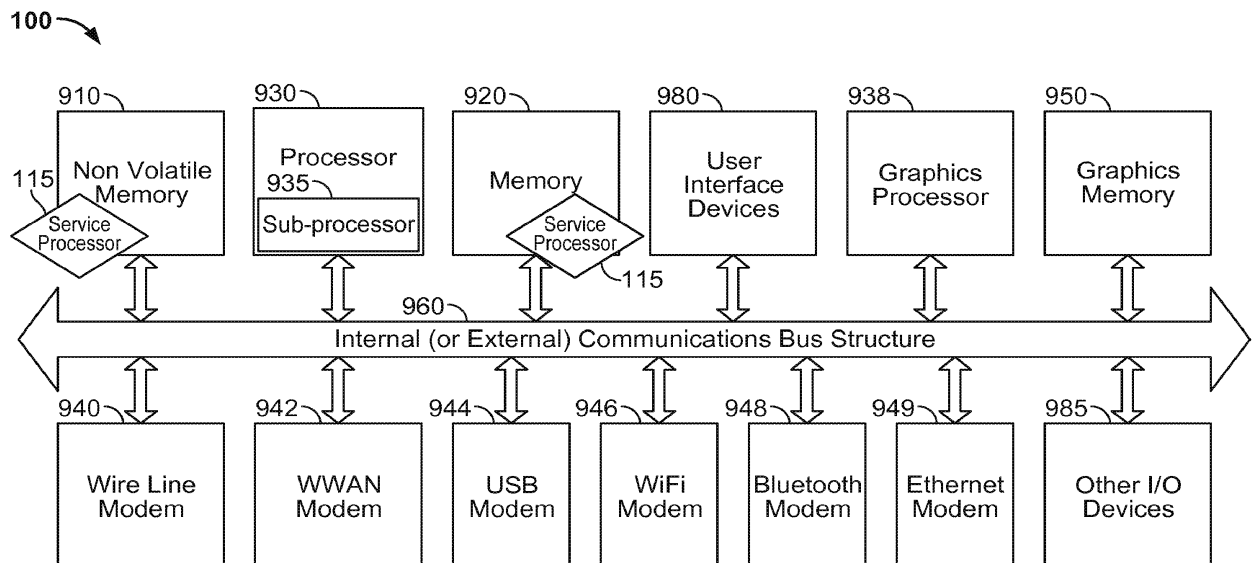 100
910
930
920
980
938
950
Non Volatile
Memory
115
Service
Processor
Processor
935
Sub-processor
Memory
Service
Processor
115
User
Interface
Devices
Graphics
Processor
Graphics
Memory
960
Internal (or External) Communications Bus Structure
940
942
944
946
948
949
985
Wire Line
Modem
WWAN
Modem
USB
Modem
WiFi
Modem
Bluetooth
Modem
Ethernet
Modem
Other I/O
Devices